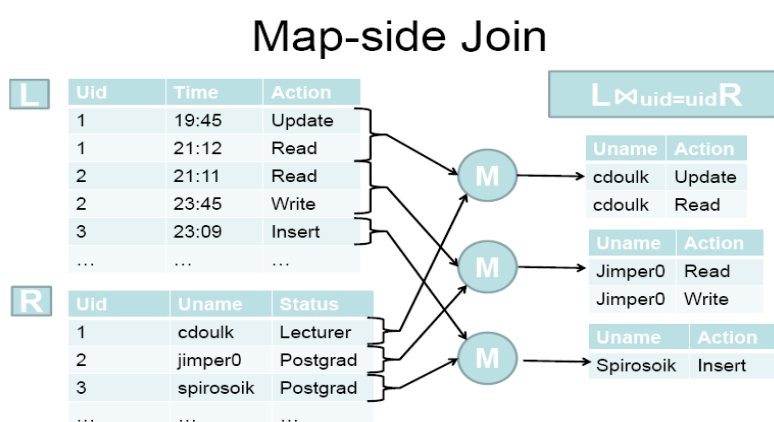 Map-side Join
L
Uid Time Action
1 19:45 Update
1 21:12 Read
2 21:11 Read
2 23:45 Write
3 23:09 Insert
... ... ...
R
Uid Uname Status
1 cdoulk Lecturer
2 jimper0 Postgrad
3 spirosoik Postgrad
... ... ...
M
M
M
L⋈uid=uidR
Uname Action
cdoulk Update
cdoulk Read
Uname Action
Jimper0 Read
Jimper0 Write
Uname Action
Spirosoik Insert